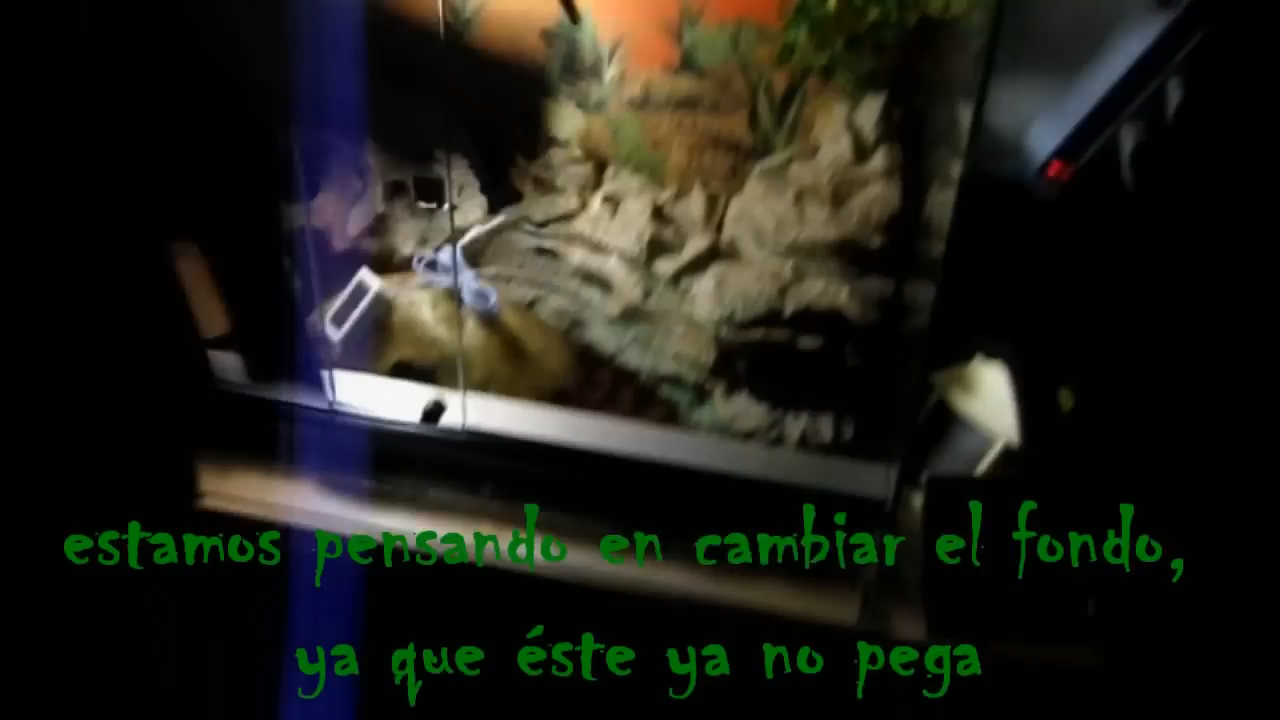 estamos pensando en cambiar el fondo,
ya que éste ya no pega